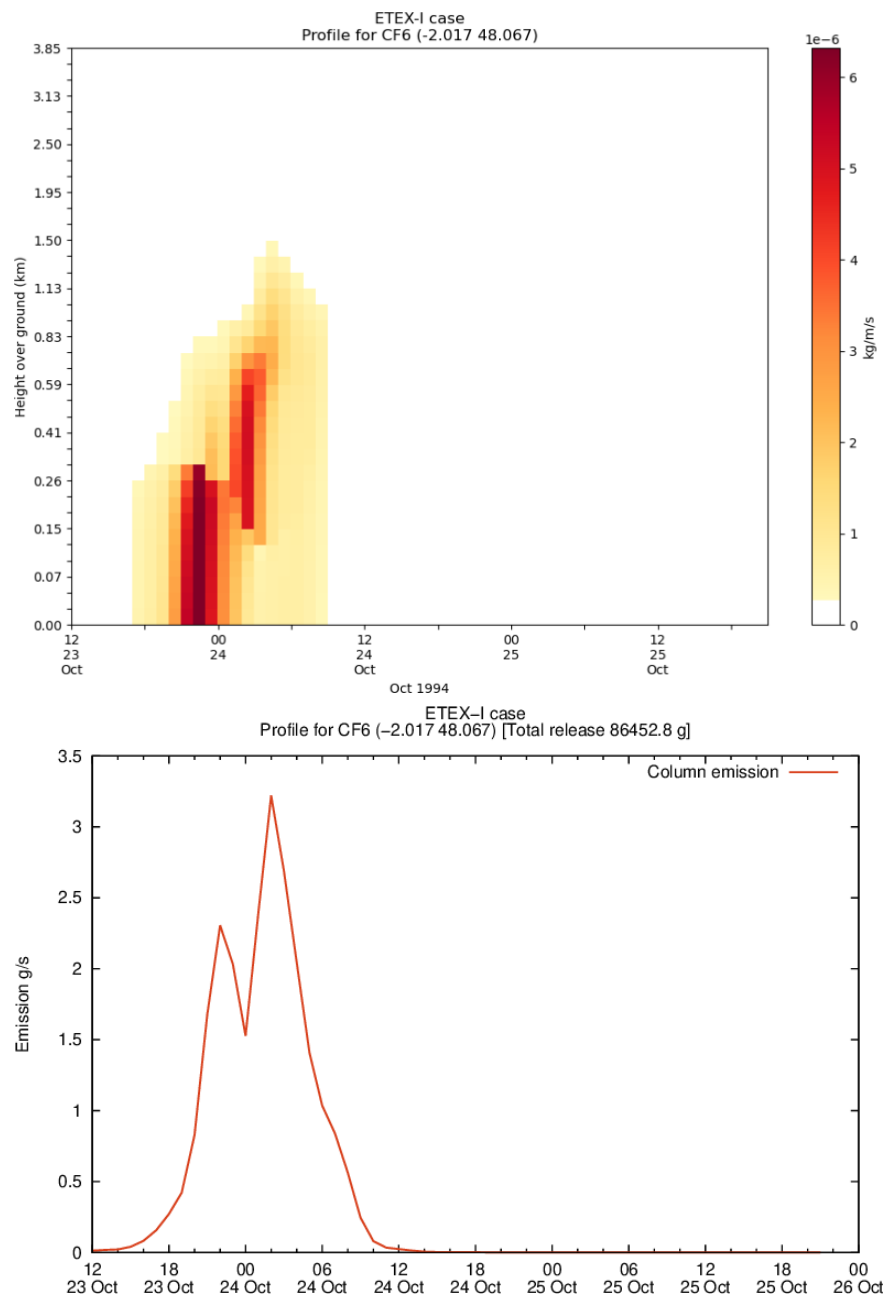 ETEX-I case
Profile for CF6 (-2.017 48.067)
1e−6
3.85
3.13
2.50
1.95
1.50
1.13
0.83
0.59
0.41
0.26
0.15
0.07
0.00
Height over ground (km)
12 00 12 00 12
23 24 24 25 25
Oct Oct Oct
Oct 1994
6
5
4
3
2
1
0
kg/m/s
ETEX−I case
Profile for CF6 (−2.017 48.067) [Total release 86452.8 g]
Column emission
3.5
3
2.5
2
1.5
1
0.5
0
Emission g/s
12 18 00 06 12 18 00 06 12 18 00
23 Oct 23 Oct 24 Oct 24 Oct 24 Oct 24 Oct 25 Oct 25 Oct 25 Oct 25 Oct 26 Oct